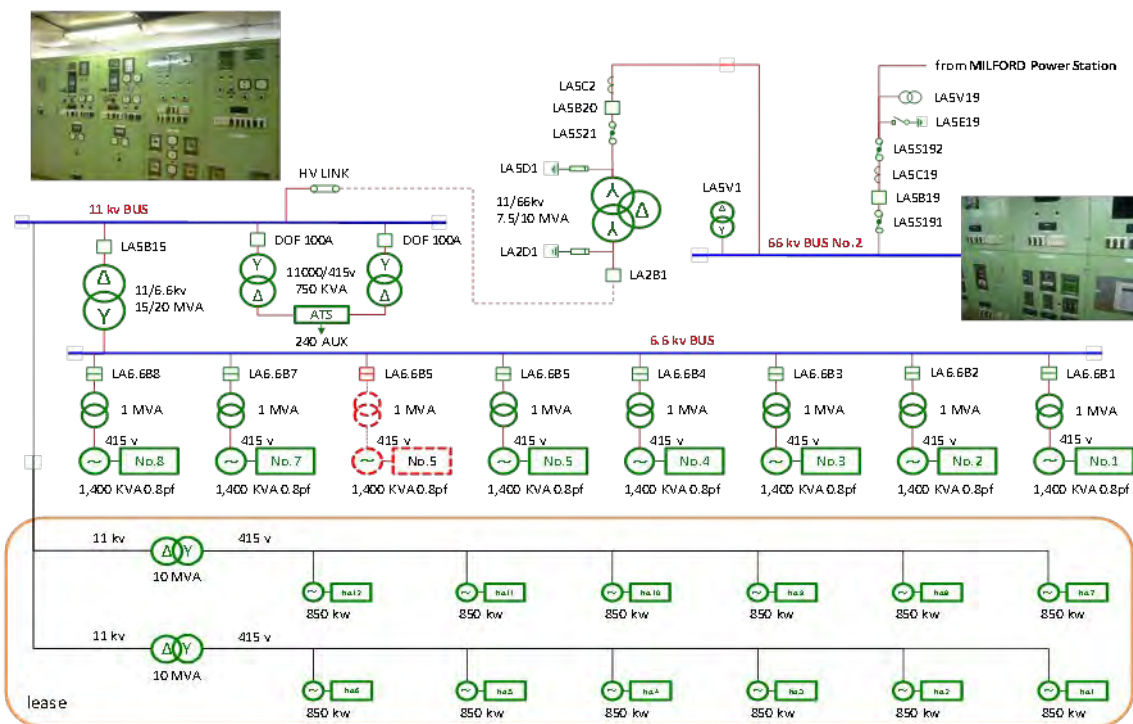 from MILFORD Power Station
LA5C2
LA5V19
LA5B20
LA5E19
LA5S21
LA5S192
HV LINK
LA5D1
LA5C19
11/66kv
7.5/10 MVA
LA5V1
LA5B19
11 kv BUS
LA5S191
LA5B15
DOF 100A
DOF 100A
LA2D1
66 kv BUS No.2
11000/415v
750 KVA
LA2B1
11/6.6kv
15/20 MVA
ATS
240 AUX
6.6 kv BUS
LA6.6B8 LA6.6B7 LA6.6B5 LA6.6B5 LA6.6B4 LA6.6B3 LA6.6B2 LA6.6B1
1 MVA 1 MVA 1 MVA 1 MVA 1 MVA 1 MVA 1 MVA 1 MVA
415 v 415 v 415 v 415 v 415 v 415 v 415 v 415 v
No.8 No.7 No.5 No.5 No.4 No.3 No.2 No.1
1,400 KVA 0.8pf 1,400 KVA 0.8pf 1,400 KVA 0.8pf 1,400 KVA 0.8pf 1,400 KVA 0.8pf 1,400 KVA 0.8pf 1,400 KVA 0.8pf 1,400 KVA 0.8pf
11 kv 415 v
Δ Y
10 MVA
850 kw 850 kw 850 kw 850 kw 850 kw 850 kw
11 kv 415 v
Δ Y
10 MVA
850 kw 850 kw 850 kw 850 kw 850 kw 850 kw
lease